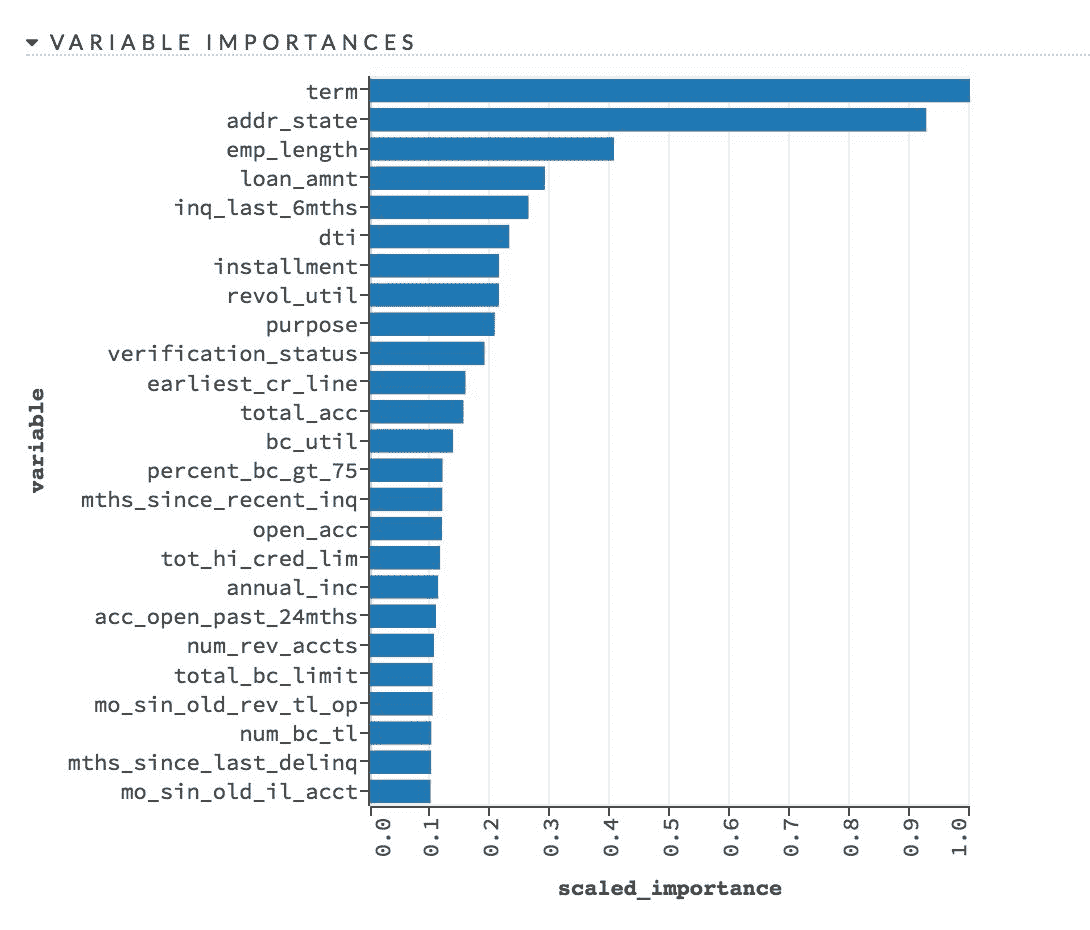 VARIABLE IMPORTANCES
term
addr_state
emp_length
loan_amnt
inq_last_6mths
dti
installment
revol_util
purpose
verification_status
earliest_cr_line
total_acc
bc_util
percent_bc_gt_75
mths_since_recent_inq
open_acc
tot_hi_cred_lim
annual_inc
acc_open_past_24mths
num_rev_accts
total_bc_limit
mo_sin_old_rev_tl_op
num_bc_tl
mths_since_last_delinq
mo_sin_old_il_acct
variable
0.0 0.1 0.2 0.3 0.4 0.5 0.6 0.7 0.8 0.9 1.0
scaled_importance